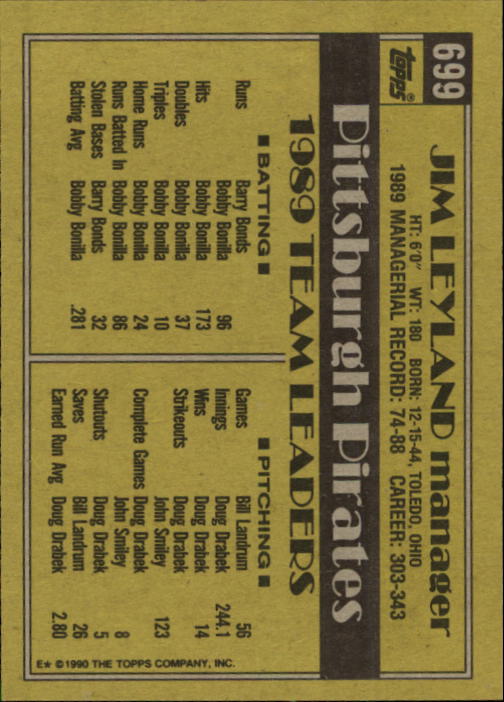 699
topps®
JIM LEYLAND manager
HT: 6'0" WT: 180 BORN: 12-15-44, TOLEDO, OHIO
1989 MANAGERIAL RECORD: 74-88 CAREER: 303-343
Pittsburgh Pirates
1989 TEAM LEADERS
■ BATTING ■
Runs Barry Bonds 96
Hits Bobby Bonilla 173
Doubles Bobby Bonilla 37
Triples Bobby Bonilla 10
Home Runs Bobby Bonilla 24
Runs Batted In Bobby Bonilla 86
Stolen Bases Barry Bonds 32
Batting Avg Bobby Bonilla .281
■ PITCHING ■
Games Bill Landrum 56
Innings Doug Drabek 244.1
Wins Doug Drabek 14
Strikeouts John Smiley 123
Complete Games Doug Drabek
John Smiley 8
Shutouts Doug Drabek 5
Saves Bill Landrum 26
Earned Run Avg Doug Drabek 2.80
E★ ©1990 THE TOPPS COMPANY, INC.